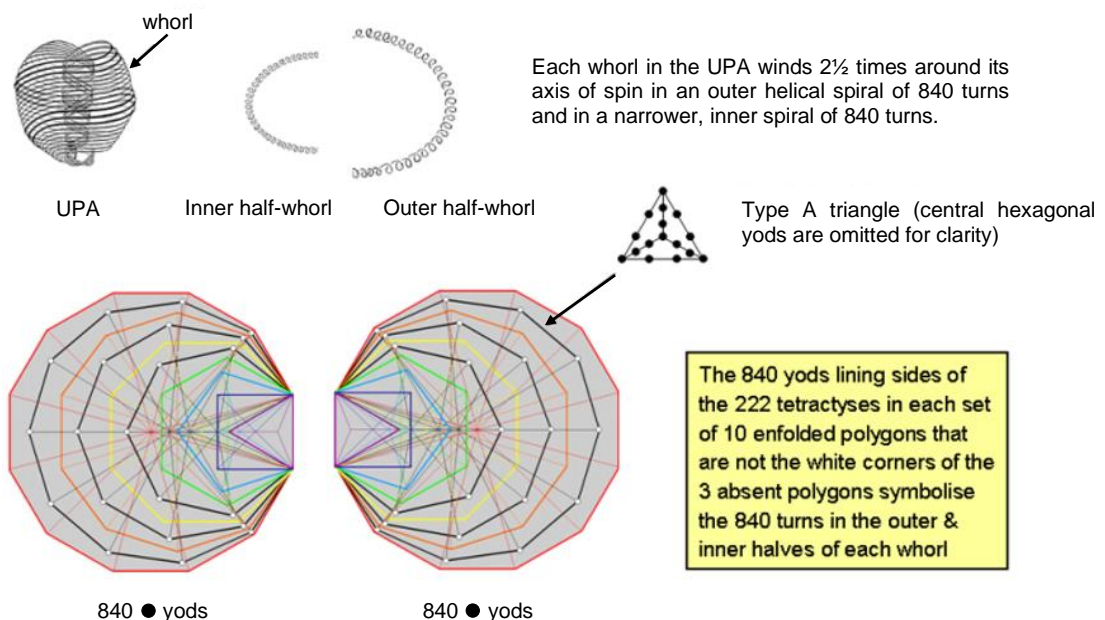 whorl
Each whorl in the UPA winds 2½ times around its
axis of spin in an outer helical spiral of 840 turns
and in a narrower, inner spiral of 840 turns.
UPA
Inner half-whorl
Outer half-whorl
Type A triangle (central hexagonal
yods are omitted for clarity)
The 840 yods lining sides of
the 222 tetractyses in each set
of 10 enfolded polygons that
are not the white corners of the
3 absent polygons symbolise
the 840 turns in the outer &
inner halves of each whorl
840 ● yods
840 ● yods